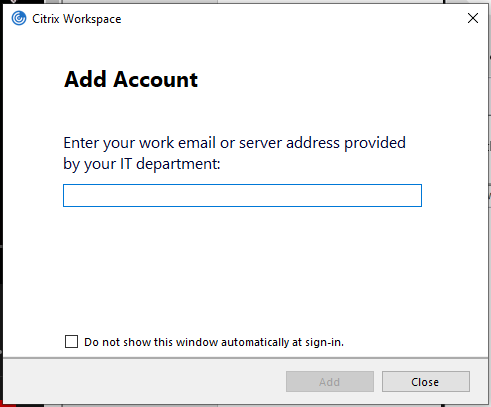 Citrix Workspace
Add Account
Enter your work email or server address provided
by your IT department:
Do not show this window automatically at sign-in.
Add
Close